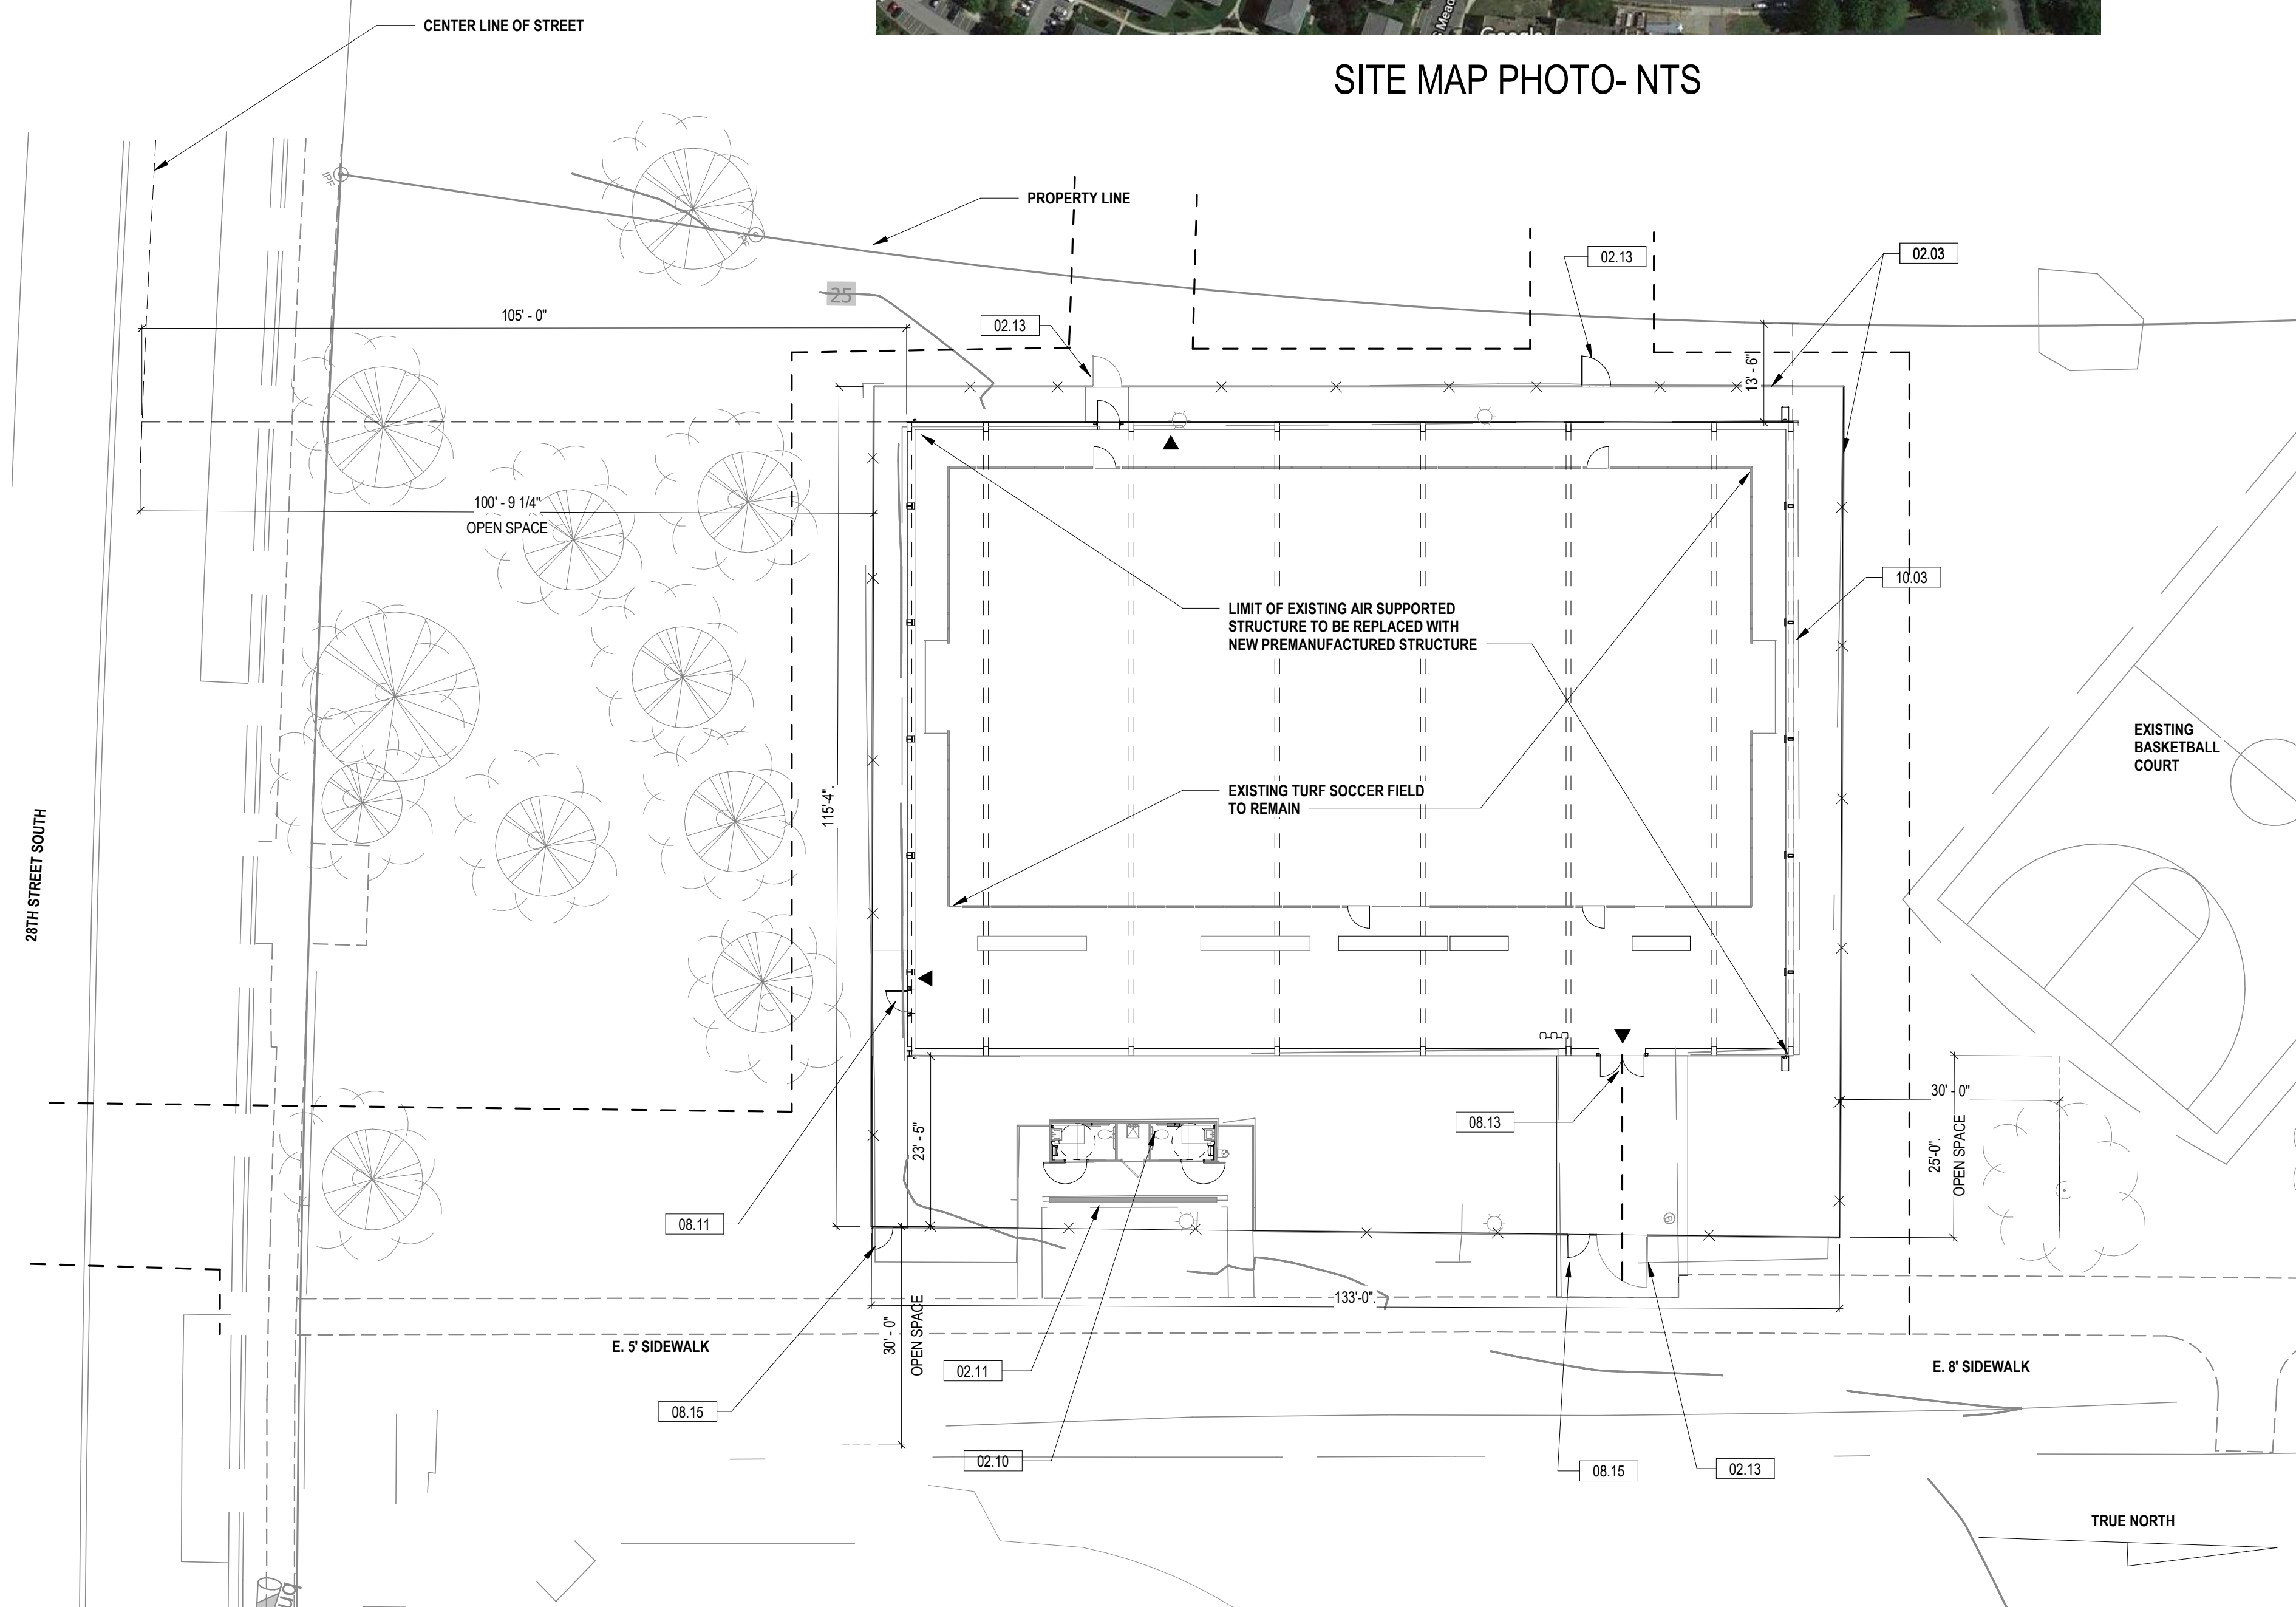 CENTER LINE OF STREET
Google
SITE MAP PHOTO- NTS
IPF
PROPERTY LINE
IPF
02.13
02.03
25
105' - 0"
02.13
13' - 6"
100' - 9 1/4"
OPEN SPACE
10.03
LIMIT OF EXISTING AIR SUPPORTED
STRUCTURE TO BE REPLACED WITH
NEW PREMANUFACTURED STRUCTURE
EXISTING
BASKETBALL
COURT
EXISTING TURF SOCCER FIELD
TO REMAIN
115'-4".
28TH STREET SOUTH
30' - 0"
08.13
23' - 5"
25'-0".
OPEN SPACE
08.11
133'-0".
30' - 0"
OPEN SPACE
E. 5' SIDEWALK
02.11
E. 8' SIDEWALK
08.15
02.10
08.15
02.13
TRUE NORTH